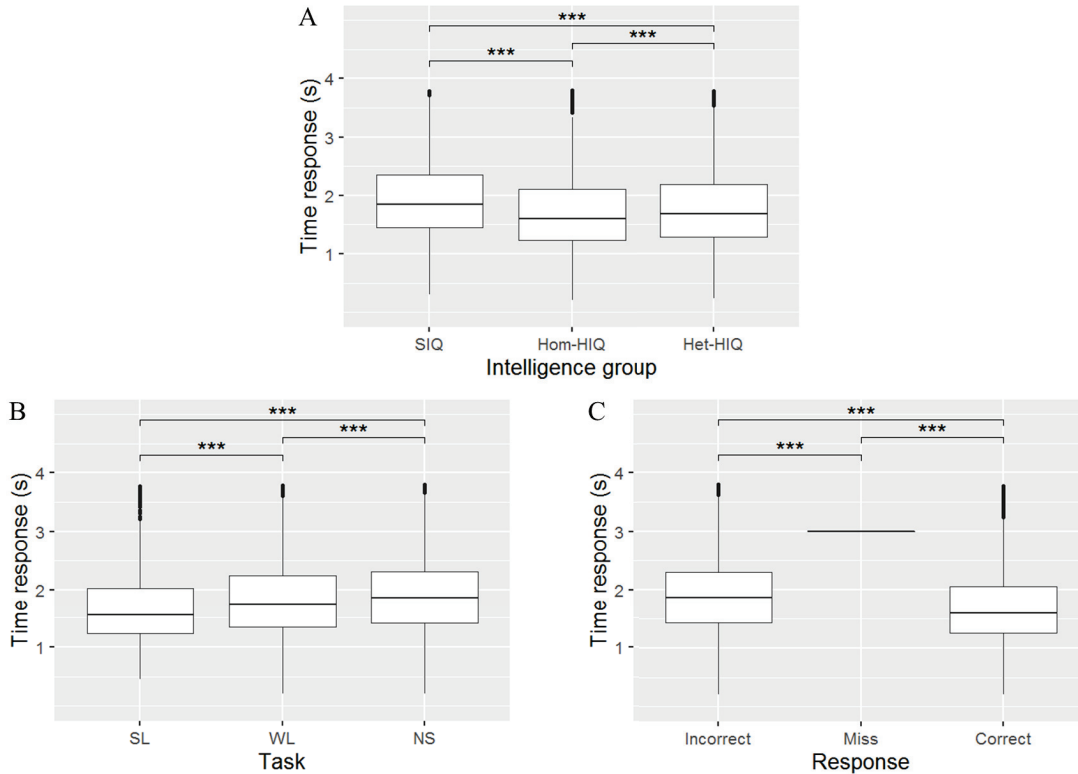 A
***
***
***
Time response (s)
4
3
2
1
SIQ
Hom-HIQ
Het-HIQ
Intelligence group
B
***
***
***
Time response (s)
4
3
2
1
SL
WL
NS
Task
C
***
***
***
Time response (s)
4
3
2
1
Incorrect
Miss
Correct
Response